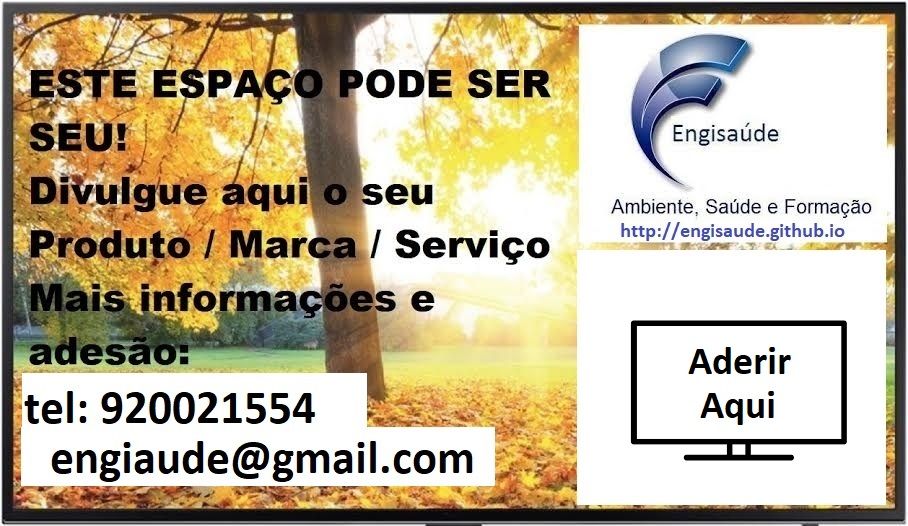 ESTE ESPAÇO PODE SER
SEU!
Divulgue aqui o seu
Produto / Marca / Serviço
Mais informações e
adesão:
tel: 920021554
engiaude@gmail.com
Engisaúde
Ambiente, Saúde e Formação
http://engisaude.github.io
Aderir
Aqui